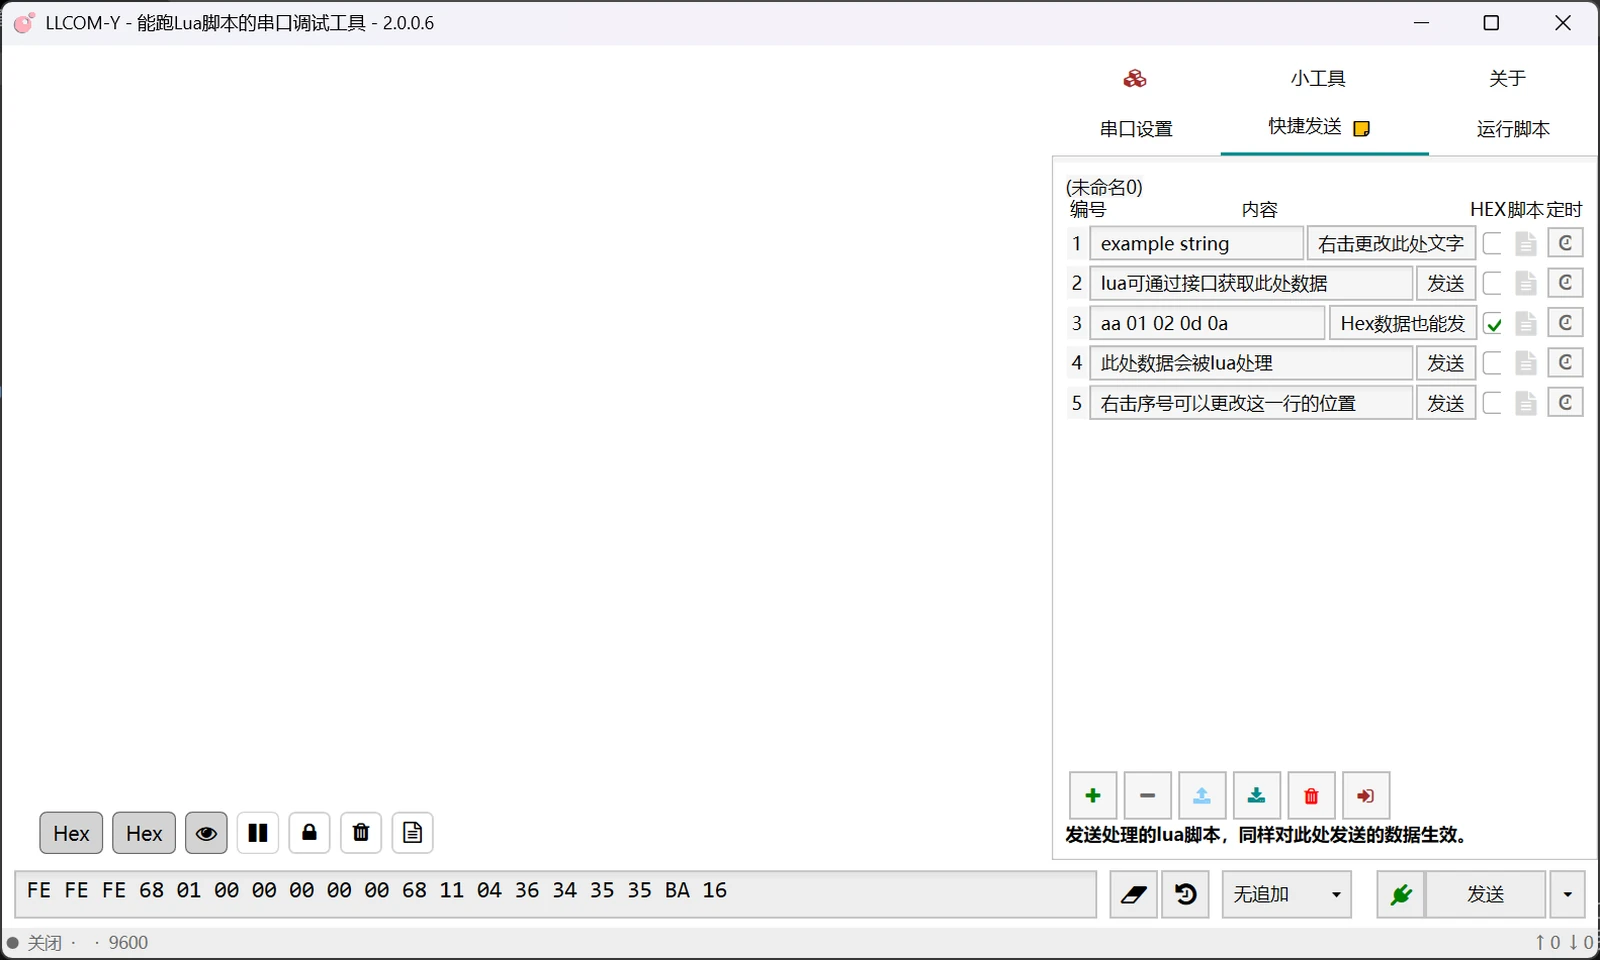 LLCOM-Y - 能跑Lua脚本的串口调试工具 - 2.0.0.6
小工具
关于
串口设置
快捷发送
运行脚本
(未命名0)
编号 内容 HEX 脚本 定时
1 example string 右击更改此处文字
2 lua可通过接口获取此处数据 发送
3 aa 01 02 0d 0a Hex数据也能发
4 此处数据会被lua处理 发送
5 右击序号可以更改这一行的位置 发送
发送处理的lua脚本，同样对此处发送的数据生效。
Hex Hex
FE FE FE 68 01 00 00 00 00 00 68 11 04 36 34 35 35 BA 16
无追加
发送
关闭 · · 9600
↑0 ↓0